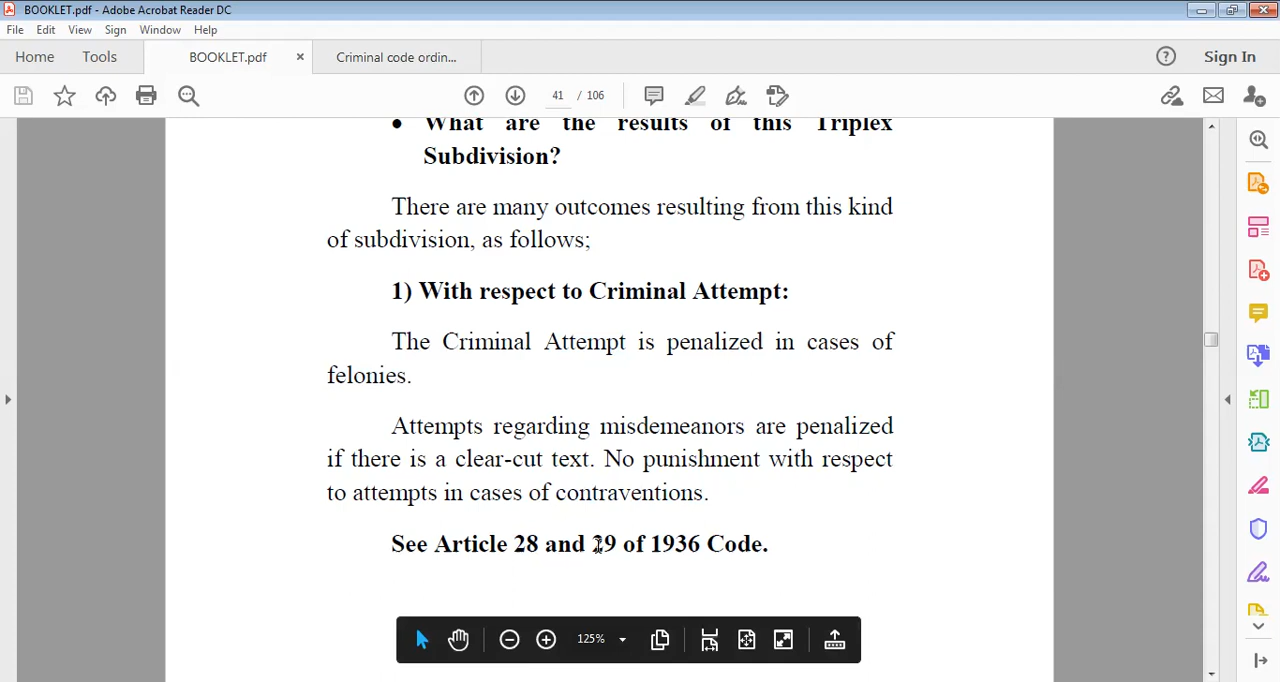 BOOKLET.pdf - Adobe Acrobat Reader DC
File Edit View Sign Window Help
Home Tools BOOKLET.pdf × Criminal code ordin... ? Sign In
41 / 106
• What are the results of this Triplex
Subdivision?
There are many outcomes resulting from this kind
of subdivision, as follows;
1) With respect to Criminal Attempt:
The Criminal Attempt is penalized in cases of
felonies.
Attempts regarding misdemeanors are penalized
if there is a clear-cut text. No punishment with respect
to attempts in cases of contraventions.
See Article 28 and 29 of 1936 Code.
125%